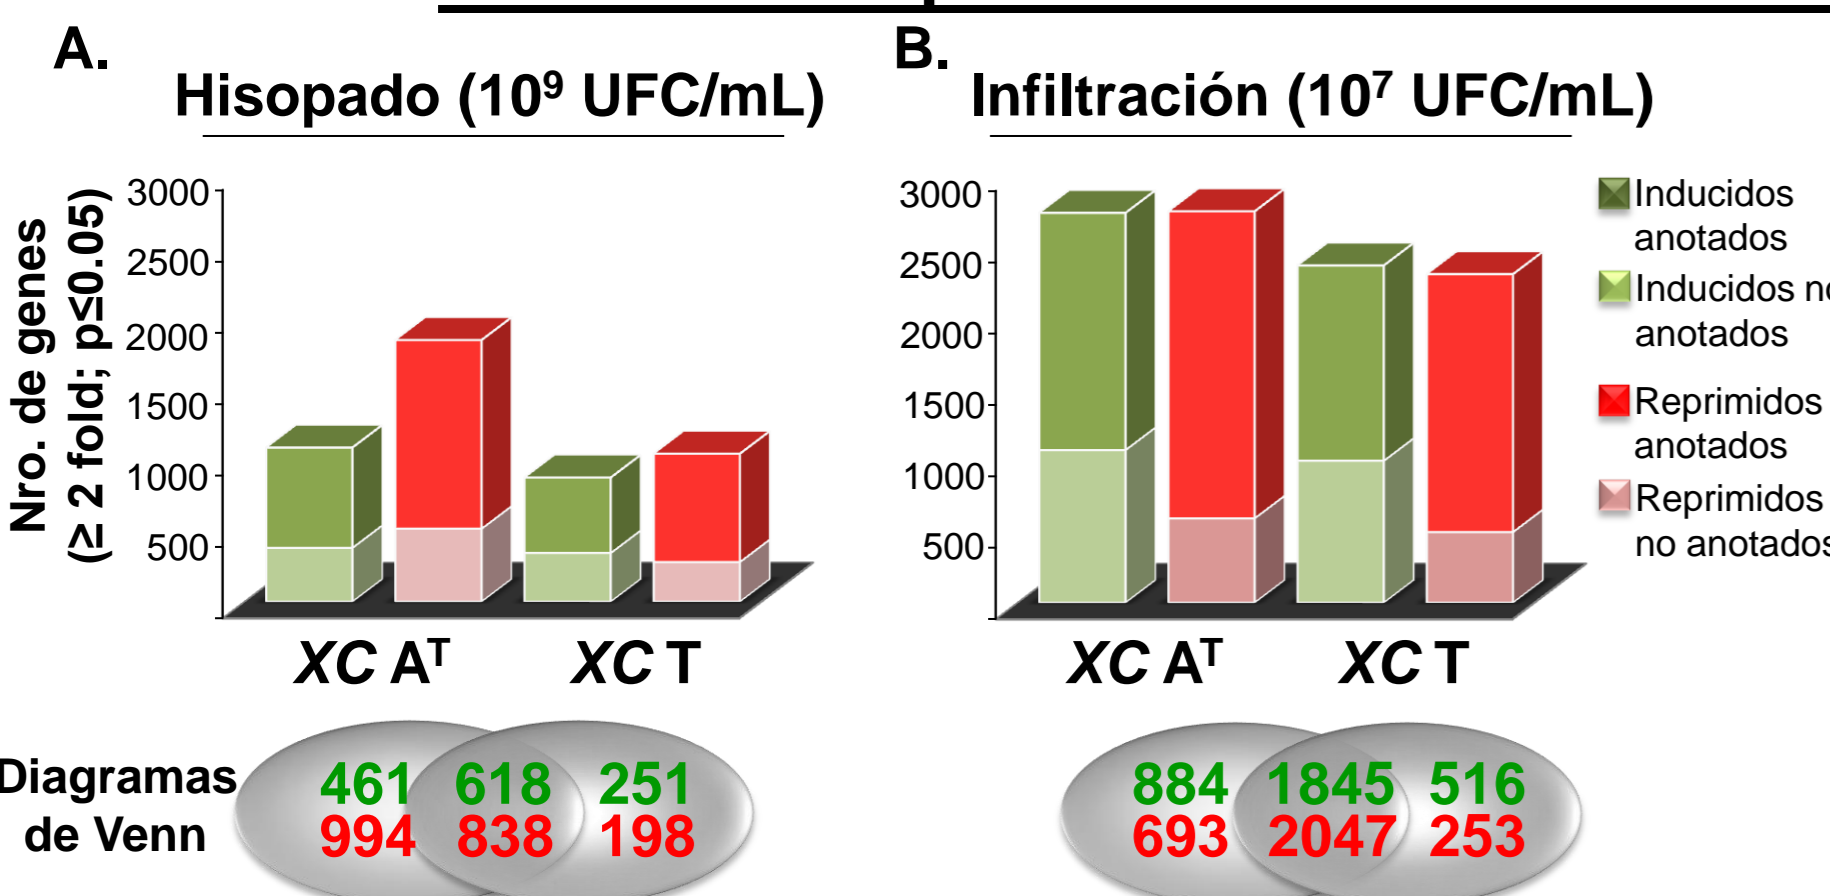 A.
Hisopado (10⁹ UFC/mL)
Nro. de genes
(≥ 2 fold; p≤0.05)
3000
2500
2000
1500
1000
500
XC Aᵀ
XC T
B.
Infiltración (10⁷ UFC/mL)
3000
2500
2000
1500
1000
500
XC Aᵀ
XC T
Inducidos
anotados
Inducidos no
anotados
Reprimidos
anotados
Reprimidos
no anotados
Diagramas
de Venn
461 618 251
994 838 198
884 1845 516
693 2047 253